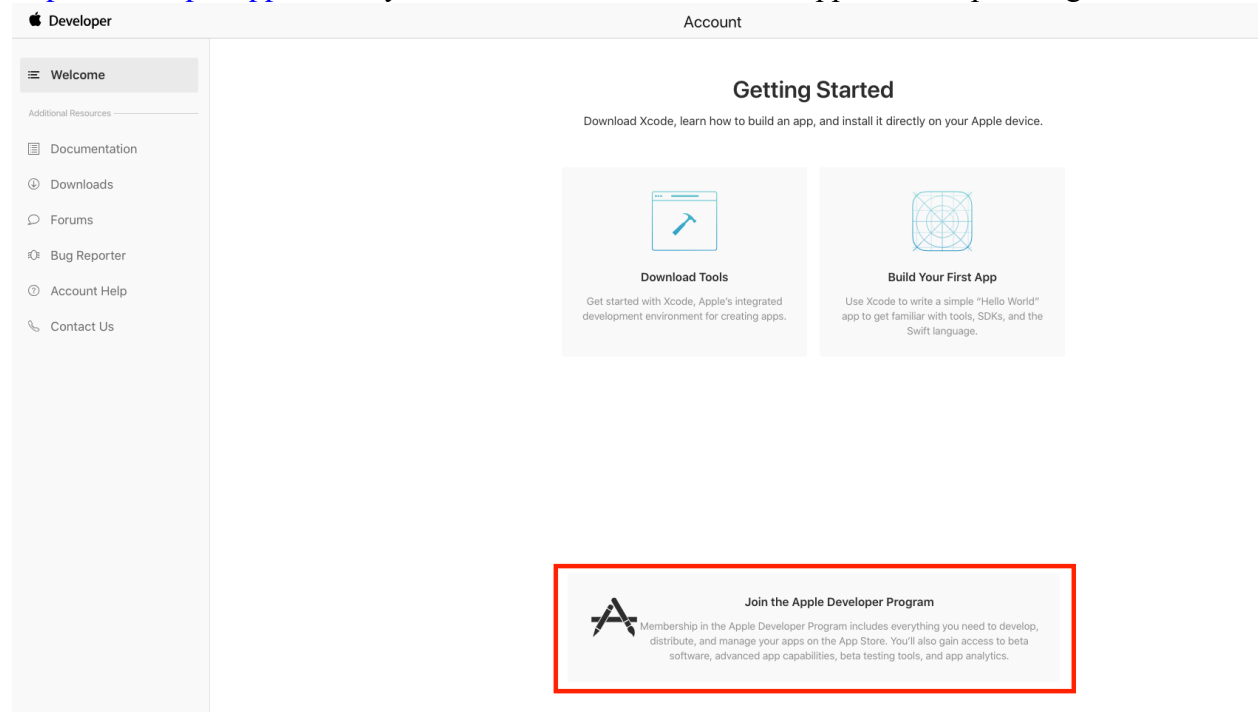 Developer
Account
Welcome
Additional Resources
Documentation
Downloads
Forums
Bug Reporter
Account Help
Contact Us
Getting Started
Download Xcode, learn how to build an app, and install it directly on your Apple device.
Download Tools
Get started with Xcode, Apple's integrated
development environment for creating apps.
Build Your First App
Use Xcode to write a simple “Hello World”
app to get familiar with tools, SDKs, and the
Swift language.
Join the Apple Developer Program
Membership in the Apple Developer Program includes everything you need to develop,
distribute, and manage your apps on the App Store. You'll also gain access to beta
software, advanced app capabilities, beta testing tools, and app analytics.